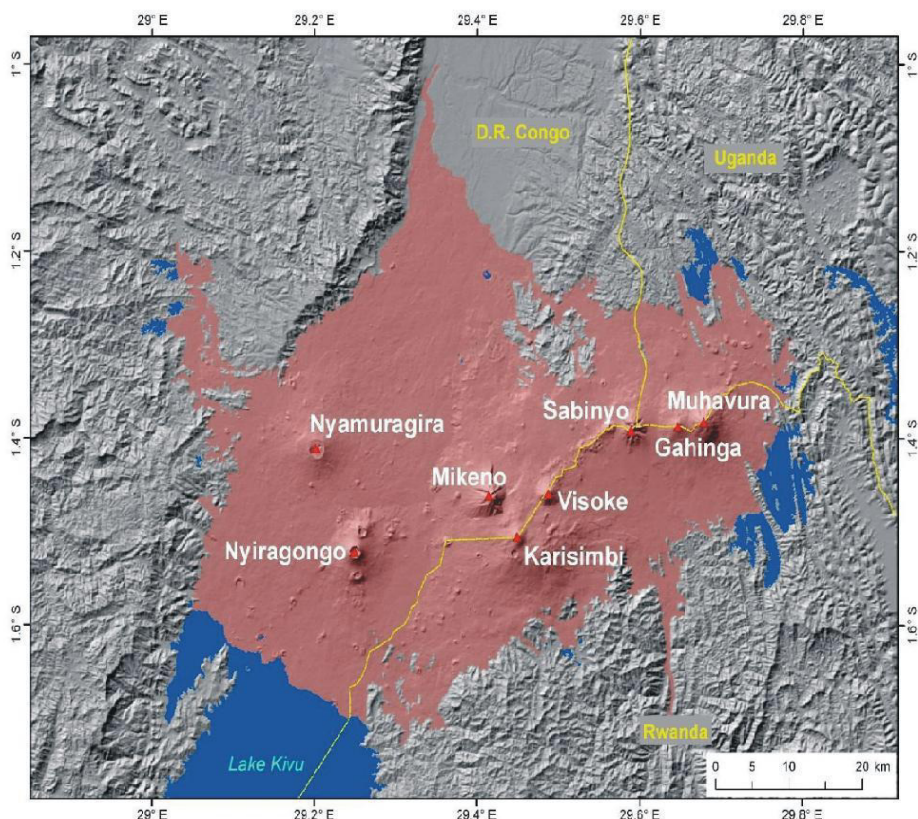 29° E 29.2° E 29.4° E 29.6° E 29.8° E
1° S 1° S
D.R. Congo
Uganda
1.2° S 1.2° S
Muhavura
Sabinyo
Nyamuragira
1.4° S 1.4° S
Gahinga
Mikeno
Visoke
Nyiragongo
Karisimbi
1.6° S 1.6° S
Rwanda
Lake Kivu
0 5 10 20 km
29° E 29.2° E 29.4° E 29.6° E 29.8° E